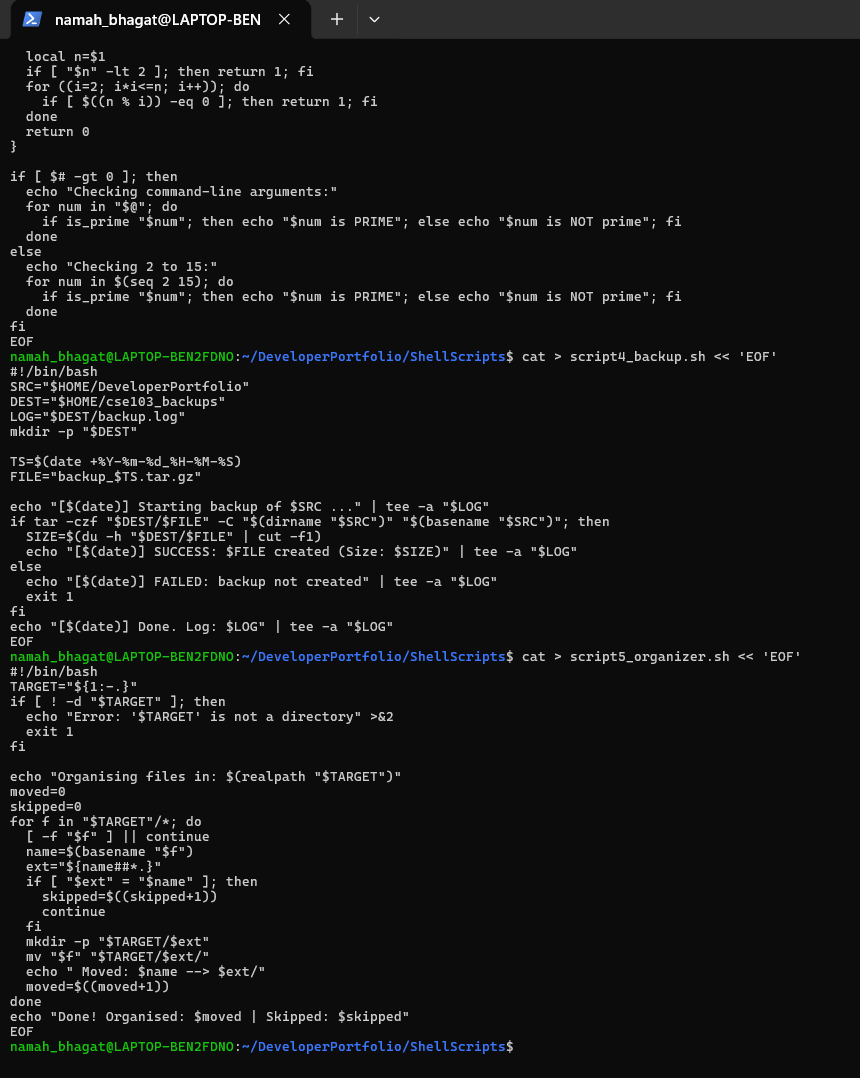 namah_bhagat@LAPTOP-BEN
local n=$1
if [ "$n" -lt 2 ]; then return 1; fi
for ((i=2; i*i<=n; i++)); do
if [ $((n % i)) -eq 0 ]; then return 1; fi
done
return 0
}
if [ $# -gt 0 ]; then
echo "Checking command-line arguments:"
for num in "$@"; do
if is_prime "$num"; then echo "$num is PRIME"; else echo "$num is NOT prime"; fi
done
else
echo "Checking 2 to 15:"
for num in $(seq 2 15); do
if is_prime "$num"; then echo "$num is PRIME"; else echo "$num is NOT prime"; fi
done
fi
EOF
namah_bhagat@LAPTOP-BEN2FDNO:~/DeveloperPortfolio/ShellScripts$ cat > script4_backup.sh << 'EOF'
#!/bin/bash
SRC="$HOME/DeveloperPortfolio"
DEST="$HOME/cse103_backups"
LOG="$DEST/backup.log"
mkdir -p "$DEST"
TS=$(date +%Y-%m-%d_%H-%M-%S)
FILE="backup_$TS.tar.gz"
echo "[$(date)] Starting backup of $SRC ..." | tee -a "$LOG"
if tar -czf "$DEST/$FILE" -C "$(dirname "$SRC")" "$(basename "$SRC")"; then
SIZE=$(du -h "$DEST/$FILE" | cut -f1)
echo "[$(date)] SUCCESS: $FILE created (Size: $SIZE)" | tee -a "$LOG"
else
echo "[$(date)] FAILED: backup not created" | tee -a "$LOG"
exit 1
fi
echo "[$(date)] Done. Log: $LOG" | tee -a "$LOG"
EOF
namah_bhagat@LAPTOP-BEN2FDNO:~/DeveloperPortfolio/ShellScripts$ cat > script5_organizer.sh << 'EOF'
#!/bin/bash
TARGET="${1:-.}"
if [ ! -d "$TARGET" ]; then
echo "Error: '$TARGET' is not a directory" >&2
exit 1
fi
echo "Organising files in: $(realpath "$TARGET")"
moved=0
skipped=0
for f in "$TARGET"/*; do
[ -f "$f" ] || continue
name=$(basename "$f")
ext="${name##*.}"
if [ "$ext" = "$name" ]; then
skipped=$((skipped+1))
continue
fi
mkdir -p "$TARGET/$ext"
mv "$f" "$TARGET/$ext/"
echo " Moved: $name --> $ext/"
moved=$((moved+1))
done
echo "Done! Organised: $moved | Skipped: $skipped"
EOF
namah_bhagat@LAPTOP-BEN2FDNO:~/DeveloperPortfolio/ShellScripts$